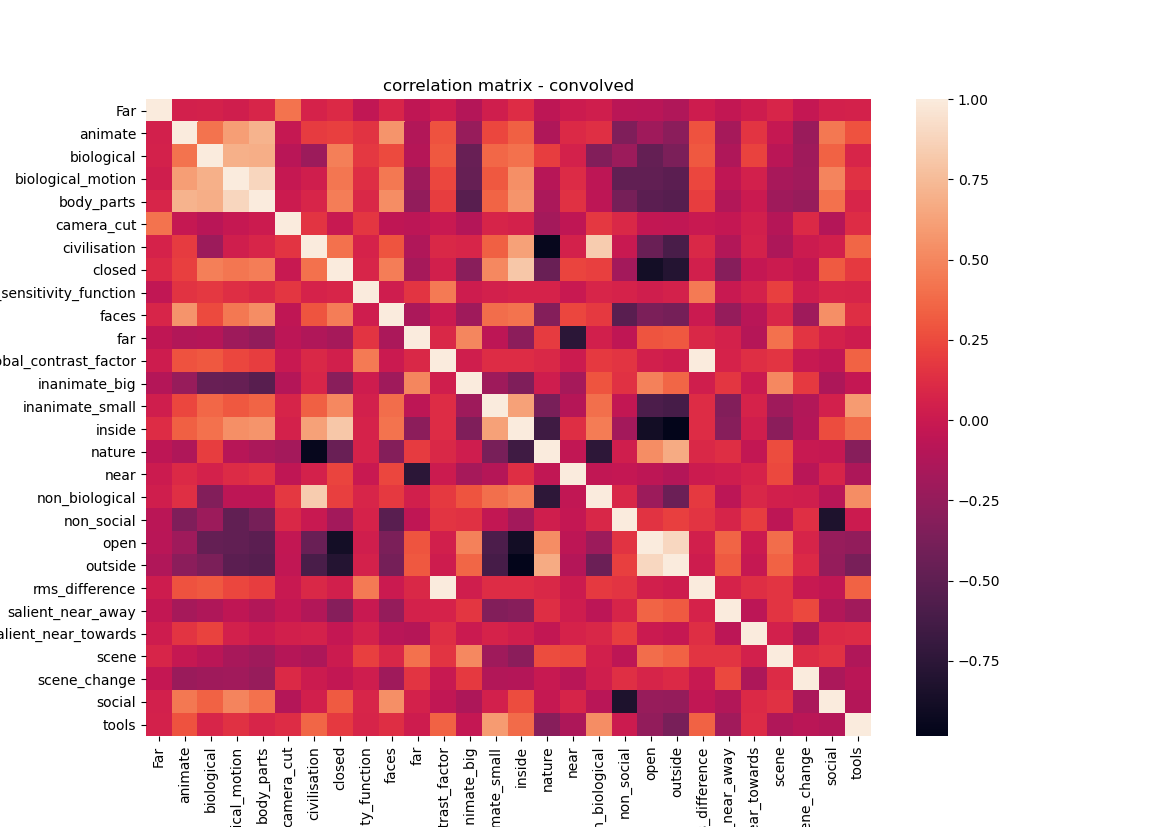 correlation matrix - convolved
Far
animate
biological
biological_motion
body_parts
camera_cut
civilisation
closed
_sensitivity_function
faces
far
obal_contrast_factor
inanimate_big
inanimate_small
inside
nature
near
non_biological
non_social
open
outside
rms_difference
salient_near_away
alient_near_towards
scene
scene_change
social
tools
1.00
0.75
0.50
0.25
0.00
−0.25
−0.50
−0.75
Far
animate
biological
ical_motion
body_parts
camera_cut
civilisation
closed
ty_function
faces
far
trast_factor
nimate_big
mate_small
inside
nature
near
n_biological
non_social
open
outside
_difference
_near_away
ear_towards
scene
ene_change
social
tools